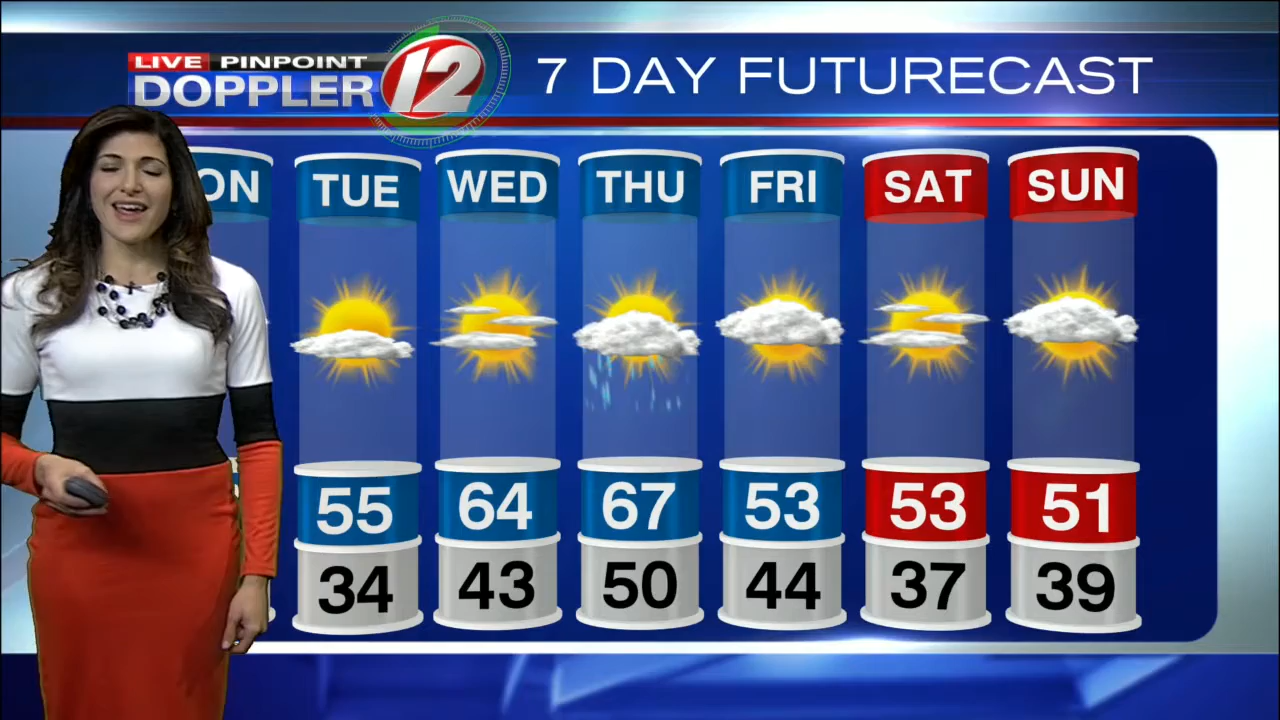 LIVE PINPOINT
DOPPLER 12
7 DAY FUTURECAST
ON TUE WED THU FRI SAT SUN
55 64 67 53 53 51
34 43 50 44 37 39